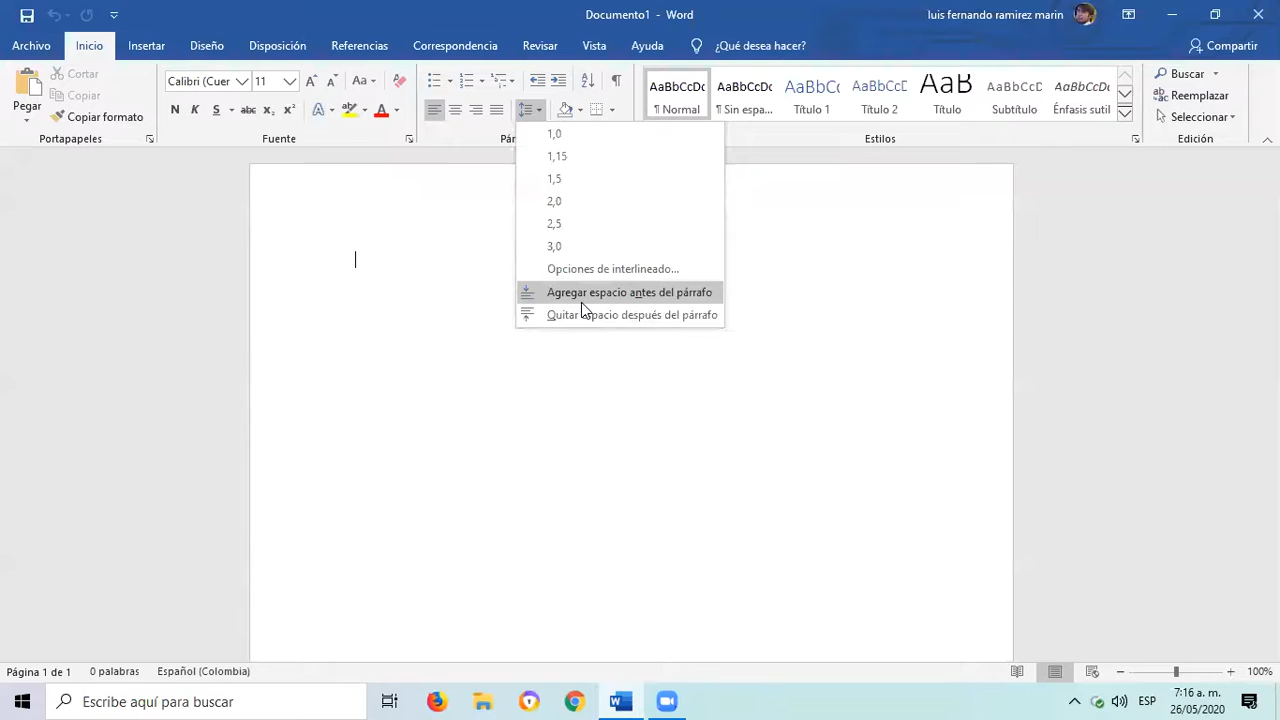 Documento1 - Word
luis fernando ramirez marin
Archivo Inicio Insertar Diseño Disposición Referencias Correspondencia Revisar Vista Ayuda ¿Qué desea hacer? Compartir
Pegar
Cortar
Copiar
Copiar formato
Portapapeles
Calibri (Cuer 11
Aa
N K S abc x₂ x²
Fuente
AaBbCcDc AaBbCcDc AaBbCc AaBbCcD AaB AaBbCcD AaBbCcDc
¶ Normal ¶ Sin espa... Título 1 Título 2 Título Subtítulo Énfasis sutil
Estilos
Buscar
Reemplazar
Seleccionar
Edición
1,0
1,15
1,5
2,0
2,5
3,0
Opciones de interlineado...
Agregar espacio antes del párrafo
Quitar espacio después del párrafo
Página 1 de 1 0 palabras Español (Colombia) 100%
Escribe aquí para buscar
ESP
7:16 a. m.
26/05/2020